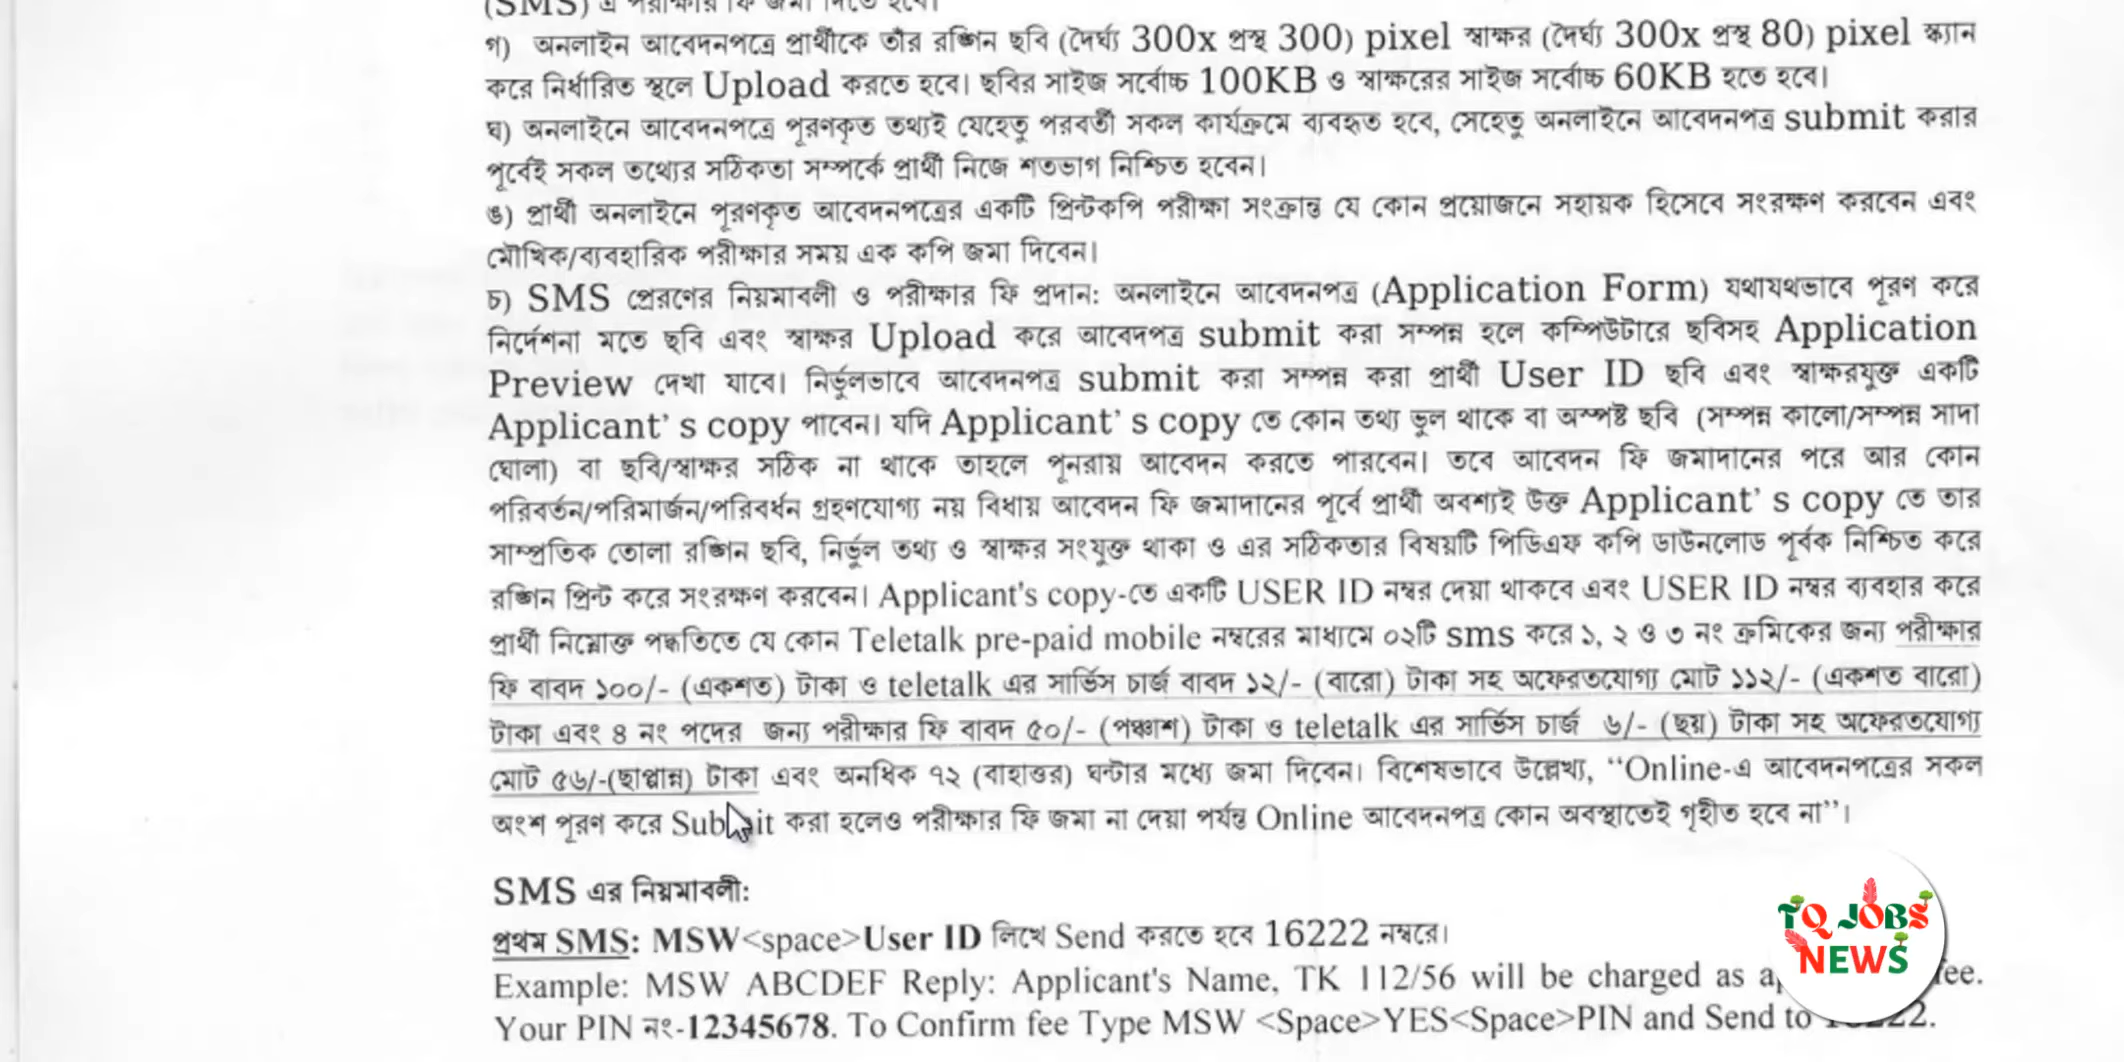 (SMS) এ পরীক্ষার ফি জমা দিতে হবে।
গ) অনলাইন আবেদনপত্রে প্রার্থীকে তাঁর রঙ্গিন ছবি (দৈর্ঘ্য 300x প্রস্থ 300) pixel স্বাক্ষর (দৈর্ঘ্য 300x প্রস্থ 80) pixel স্ক্যান
করে নির্ধারিত স্থলে Upload করতে হবে। ছবির সাইজ সর্বোচ্চ 100KB ও স্বাক্ষরের সাইজ সর্বোচ্চ 60KB হতে হবে।
ঘ) অনলাইনে আবেদনপত্রে পূরণকৃত তথ্যই যেহেতু পরবর্তী সকল কার্যক্রমে ব্যবহৃত হবে, সেহেতু অনলাইনে আবেদনপত্র submit করার
পূর্বেই সকল তথ্যের সঠিকতা সম্পর্কে প্রার্থী নিজে শতভাগ নিশ্চিত হবেন।
ঙ) প্রার্থী অনলাইনে পূরণকৃত আবেদনপত্রের একটি প্রিন্টকপি পরীক্ষা সংক্রান্ত যে কোন প্রয়োজনে সহায়ক হিসেবে সংরক্ষণ করবেন এবং
মৌখিক/ব্যবহারিক পরীক্ষার সময় এক কপি জমা দিবেন।
চ) SMS প্রেরণের নিয়মাবলী ও পরীক্ষার ফি প্রদান: অনলাইনে আবেদনপত্র (Application Form) যথাযথভাবে পূরণ করে
নির্দেশনা মতে ছবি এবং স্বাক্ষর Upload করে আবেদপত্র submit করা সম্পন্ন হলে কম্পিউটারে ছবিসহ Application
Preview দেখা যাবে। নির্ভুলভাবে আবেদনপত্র submit করা সম্পন্ন করা প্রার্থী User ID ছবি এবং স্বাক্ষরযুক্ত একটি
Applicant’ s copy পাবেন। যদি Applicant’ s copy তে কোন তথ্য ভুল থাকে বা অস্পষ্ট ছবি (সম্পন্ন কালো/সম্পন্ন সাদা
ঘোলা) বা ছবি/স্বাক্ষর সঠিক না থাকে তাহলে পূনরায় আবেদন করতে পারবেন। তবে আবেদন ফি জমাদানের পরে আর কোন
পরিবর্তন/পরিমার্জন/পরিবর্ধন গ্রহণযোগ্য নয় বিধায় আবেদন ফি জমাদানের পূর্বে প্রার্থী অবশ্যই উক্ত Applicant’ s copy তে তার
সাম্প্রতিক তোলা রঙ্গিন ছবি, নির্ভুল তথ্য ও স্বাক্ষর সংযুক্ত থাকা ও এর সঠিকতার বিষয়টি পিডিএফ কপি ডাউনলোড পূর্বক নিশ্চিত করে
রঙ্গিন প্রিন্ট করে সংরক্ষণ করবেন। Applicant's copy-তে একটি USER ID নম্বর দেয়া থাকবে এবং USER ID নম্বর ব্যবহার করে
প্রার্থী নিম্নোক্ত পদ্ধতিতে যে কোন Teletalk pre-paid mobile নম্বরের মাধ্যমে ০২টি sms করে ১, ২ ও ৩ নং ক্রমিকের জন্য পরীক্ষার
ফি বাবদ ১০০/- (একশত) টাকা ও teletalk এর সার্ভিস চার্জ বাবদ ১২/- (বারো) টাকা সহ অফেরতযোগ্য মোট ১১২/- (একশত বারো)
টাকা এবং ৪ নং পদের জন্য পরীক্ষার ফি বাবদ ৫০/- (পঞ্চাশ) টাকা ও teletalk এর সার্ভিস চার্জ ৬/- (ছয়) টাকা সহ অফেরতযোগ্য
মোট ৫৬/-(ছাপ্পান্ন) টাকা এবং অনধিক ৭২ (বাহাত্তর) ঘন্টার মধ্যে জমা দিবেন। বিশেষভাবে উল্লেখ্য, “Online-এ আবেদনপত্রের সকল
অংশ পূরণ করে Submit করা হলেও পরীক্ষার ফি জমা না দেয়া পর্যন্ত Online আবেদনপত্র কোন অবস্থাতেই গৃহীত হবে না”।
SMS এর নিয়মাবলী:
প্রথম SMS: MSW<space>User ID লিখে Send করতে হবে 16222 নম্বরে।
Example: MSW ABCDEF Reply: Applicant's Name, TK 112/56 will be charged as fee.
Your PIN নং-12345678. To Confirm fee Type MSW <Space>YES<Space>PIN and Send to
TQ JOBS
NEWS